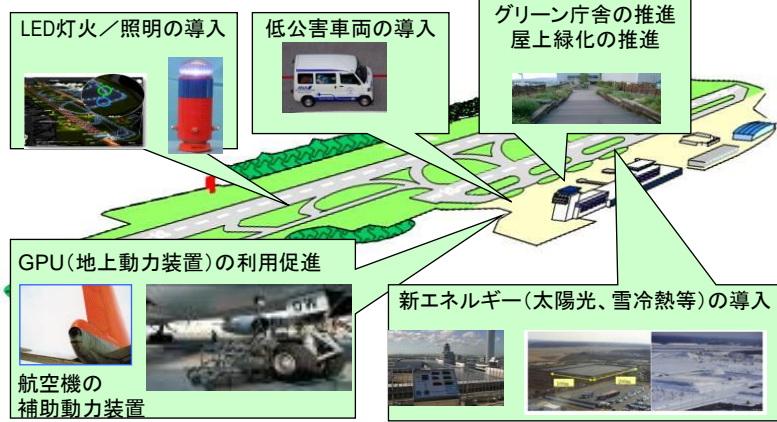 LED灯火／照明の導入
低公害車両の導入
グリーン庁舎の推進
屋上緑化の推進
GPU（地上動力装置）の利用促進
航空機の
補助動力装置
新エネルギー（太陽光、雪冷熱等）の導入